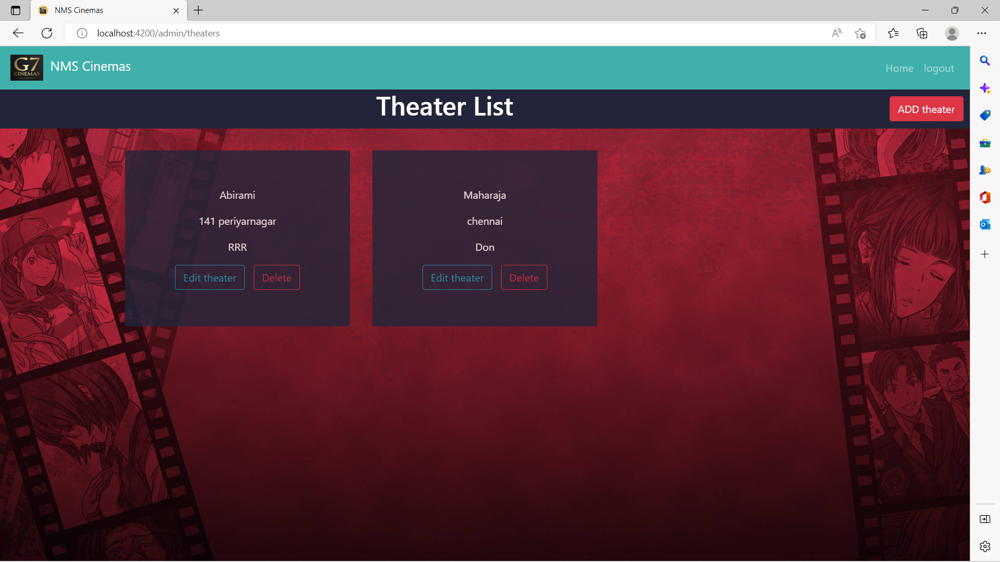 NMS Cinemas
localhost:4200/admin/theaters
G7
CINEMAS
NMS Cinemas
Home logout
Theater List
ADD theater
Abirami
141 periyarnagar
RRR
Edit theater Delete
Maharaja
chennai
Don
Edit theater Delete